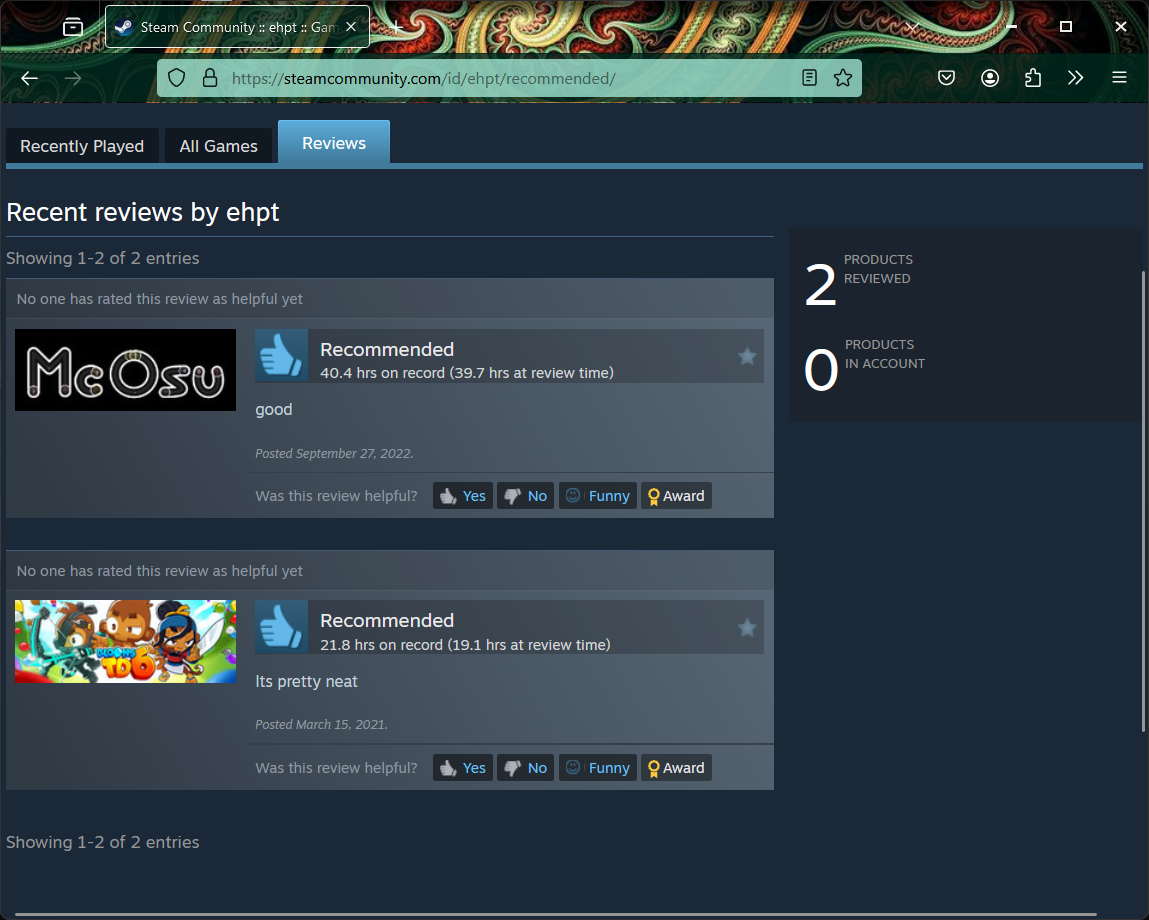 Steam Community :: ehpt :: Gam
https://steamcommunity.com/id/ehpt/recommended/
Recently Played
All Games
Reviews
Recent reviews by ehpt
Showing 1-2 of 2 entries
No one has rated this review as helpful yet
McOsu
Recommended
40.4 hrs on record (39.7 hrs at review time)
good
Posted September 27, 2022.
Was this review helpful? Yes No Funny Award
No one has rated this review as helpful yet
BLOONS
TD6
Recommended
21.8 hrs on record (19.1 hrs at review time)
Its pretty neat
Posted March 15, 2021.
Was this review helpful? Yes No Funny Award
Showing 1-2 of 2 entries
2 PRODUCTS
REVIEWED
0 PRODUCTS
IN ACCOUNT